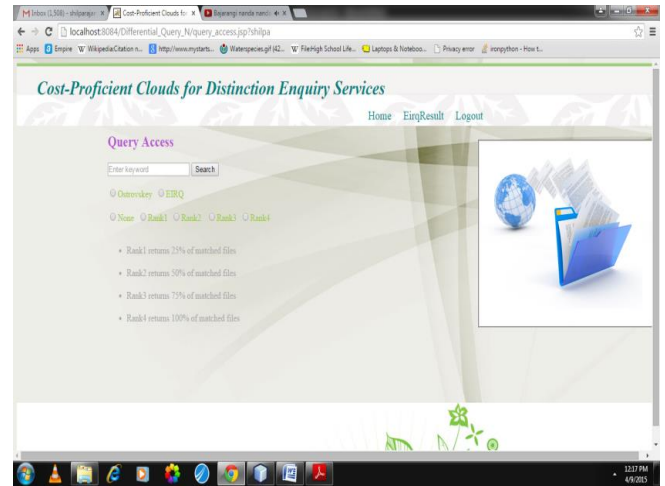 Inbox (1,508) - shilparajex
Cost-Proficient Clouds for
Bajarangi nanda nandi
localhost:8084/Differential_Query_N/query_access.jsp?shilpa
Apps Empire WikipediaCitation n... http://www.mystarts... Waterspecies.gif (42... File:High School Life... Laptops & Noteboo... Privacy error ironpython - How t...
Cost-Proficient Clouds for Distinction Enquiry Services
Home EirqResult Logout
Query Access
Enter keyword Search
Ostrovskey EIRQ
None Rank1 Rank2 Rank3 Rank4
Rank1 returns 25% of matched files
Rank2 returns 50% of matched files
Rank3 returns 75% of matched files
Rank4 returns 100% of matched files
12:17 PM
4/9/2015